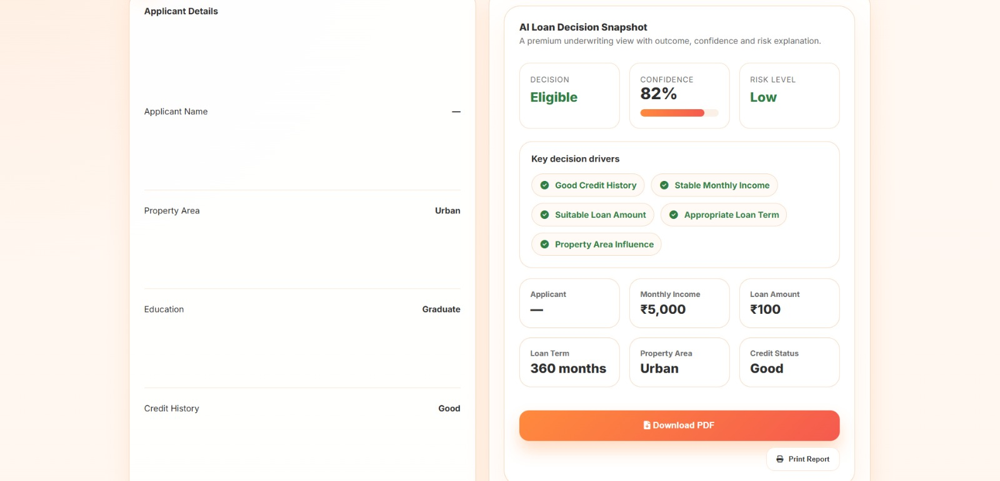 Applicant Details
Applicant Name —
Property Area Urban
Education Graduate
Credit History Good
AI Loan Decision Snapshot
A premium underwriting view with outcome, confidence and risk explanation.
DECISION
Eligible
CONFIDENCE
82%
RISK LEVEL
Low
Key decision drivers
Good Credit History
Stable Monthly Income
Suitable Loan Amount
Appropriate Loan Term
Property Area Influence
Applicant
—
Monthly Income
₹5,000
Loan Amount
₹100
Loan Term
360 months
Property Area
Urban
Credit Status
Good
Download PDF
Print Report